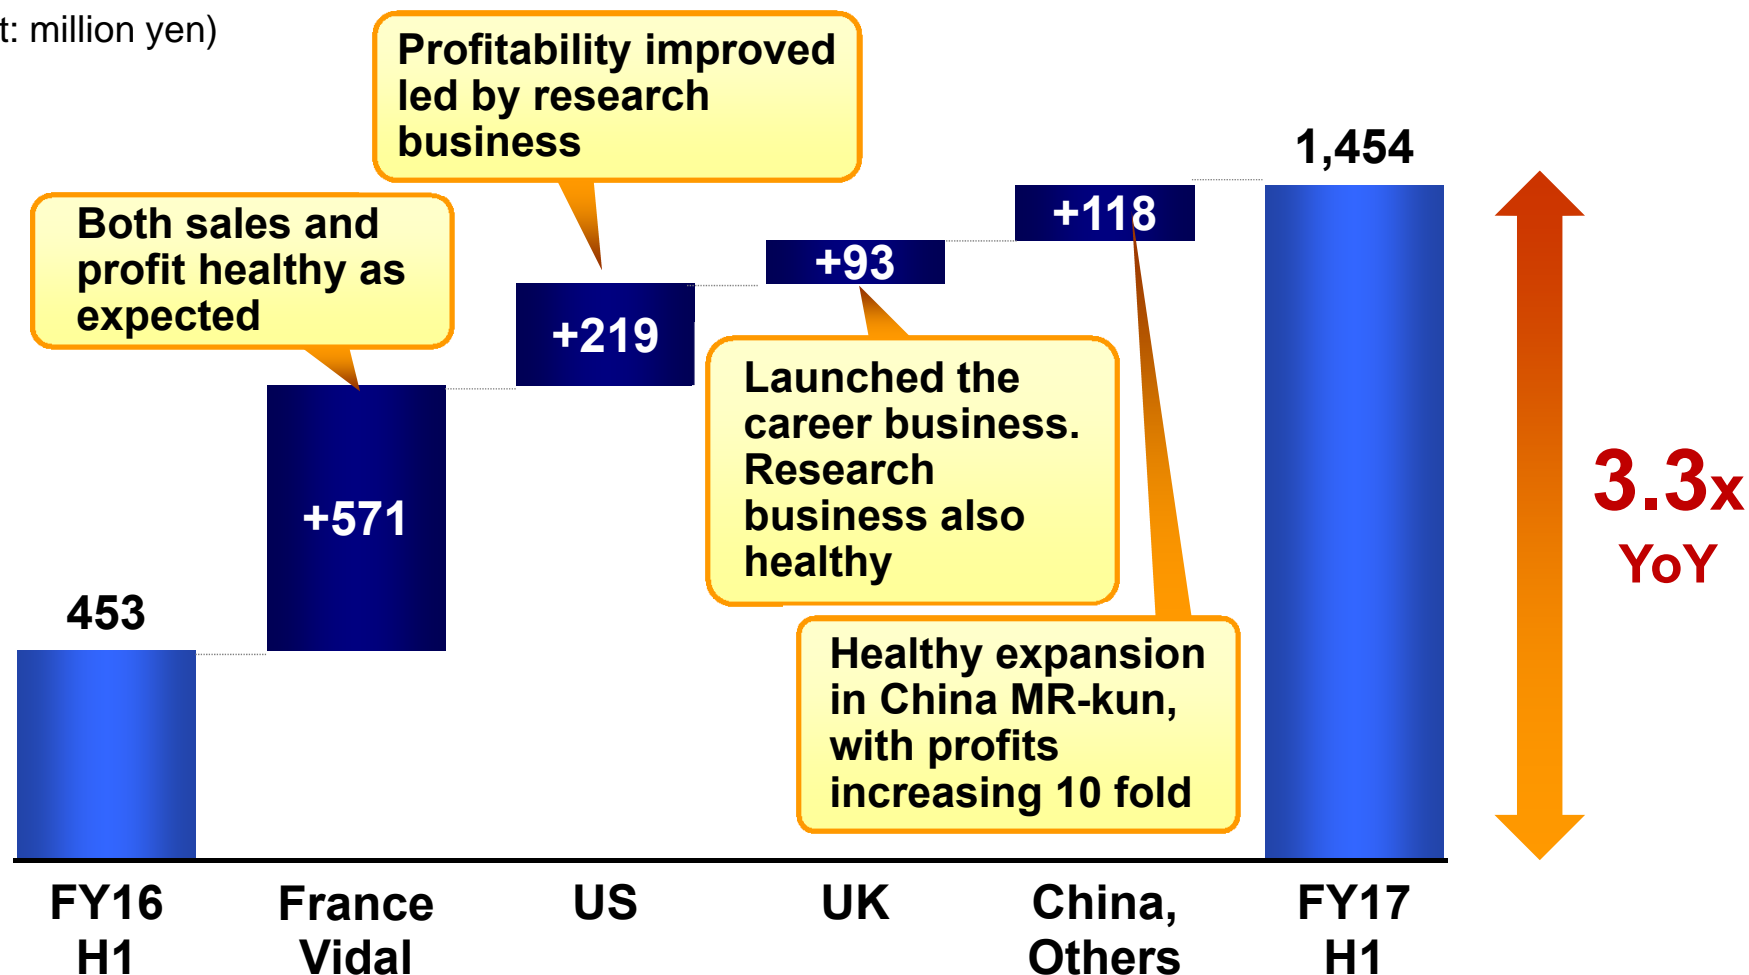 t: million yen)
Profitability improved
led by research
business
Both sales and
profit healthy as
expected
1,454
+118
+93
+219
+571
453
Launched the
career business.
Research
business also
healthy
Healthy expansion
in China MR-kun,
with profits
increasing 10 fold
3.3x
YoY
FY16
H1
France
Vidal
US
UK
China,
Others
FY17
H1